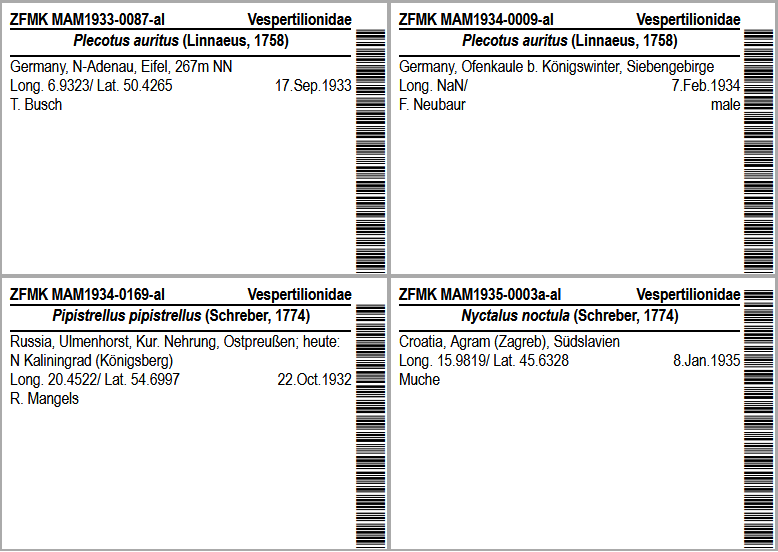 ZFMK MAM1933-0087-al Vespertilionidae
Plecotus auritus (Linnaeus, 1758)
Germany, N-Adenau, Eifel, 267m NN
Long. 6.9323/ Lat. 50.4265 17.Sep.1933
T. Busch
ZFMK MAM1934-0009-al Vespertilionidae
Plecotus auritus (Linnaeus, 1758)
Germany, Ofenkaule b. Königswinter, Siebengebirge
Long. NaN/ 7.Feb.1934
F. Neubaur male
ZFMK MAM1934-0169-al Vespertilionidae
Pipistrellus pipistrellus (Schreber, 1774)
Russia, Ulmenhorst, Kur. Nehrung, Ostpreußen; heute:
N Kaliningrad (Königsberg)
Long. 20.4522/ Lat. 54.6997 22.Oct.1932
R. Mangels
ZFMK MAM1935-0003a-al Vespertilionidae
Nyctalus noctula (Schreber, 1774)
Croatia, Agram (Zagreb), Südslavien
Long. 15.9819/ Lat. 45.6328 8.Jan.1935
Muche